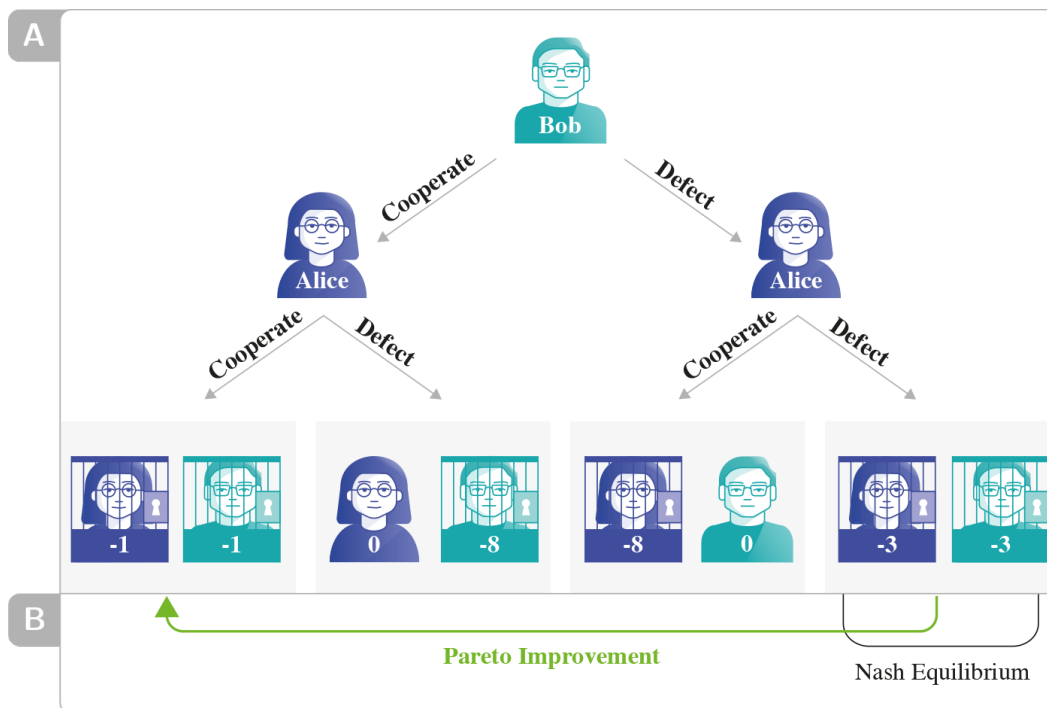 A
Bob
Cooperate
Defect
Alice
Alice
Cooperate
Defect
Cooperate
Defect
-1
-1
0
-8
-8
0
-3
-3
B
Pareto Improvement
Nash Equilibrium